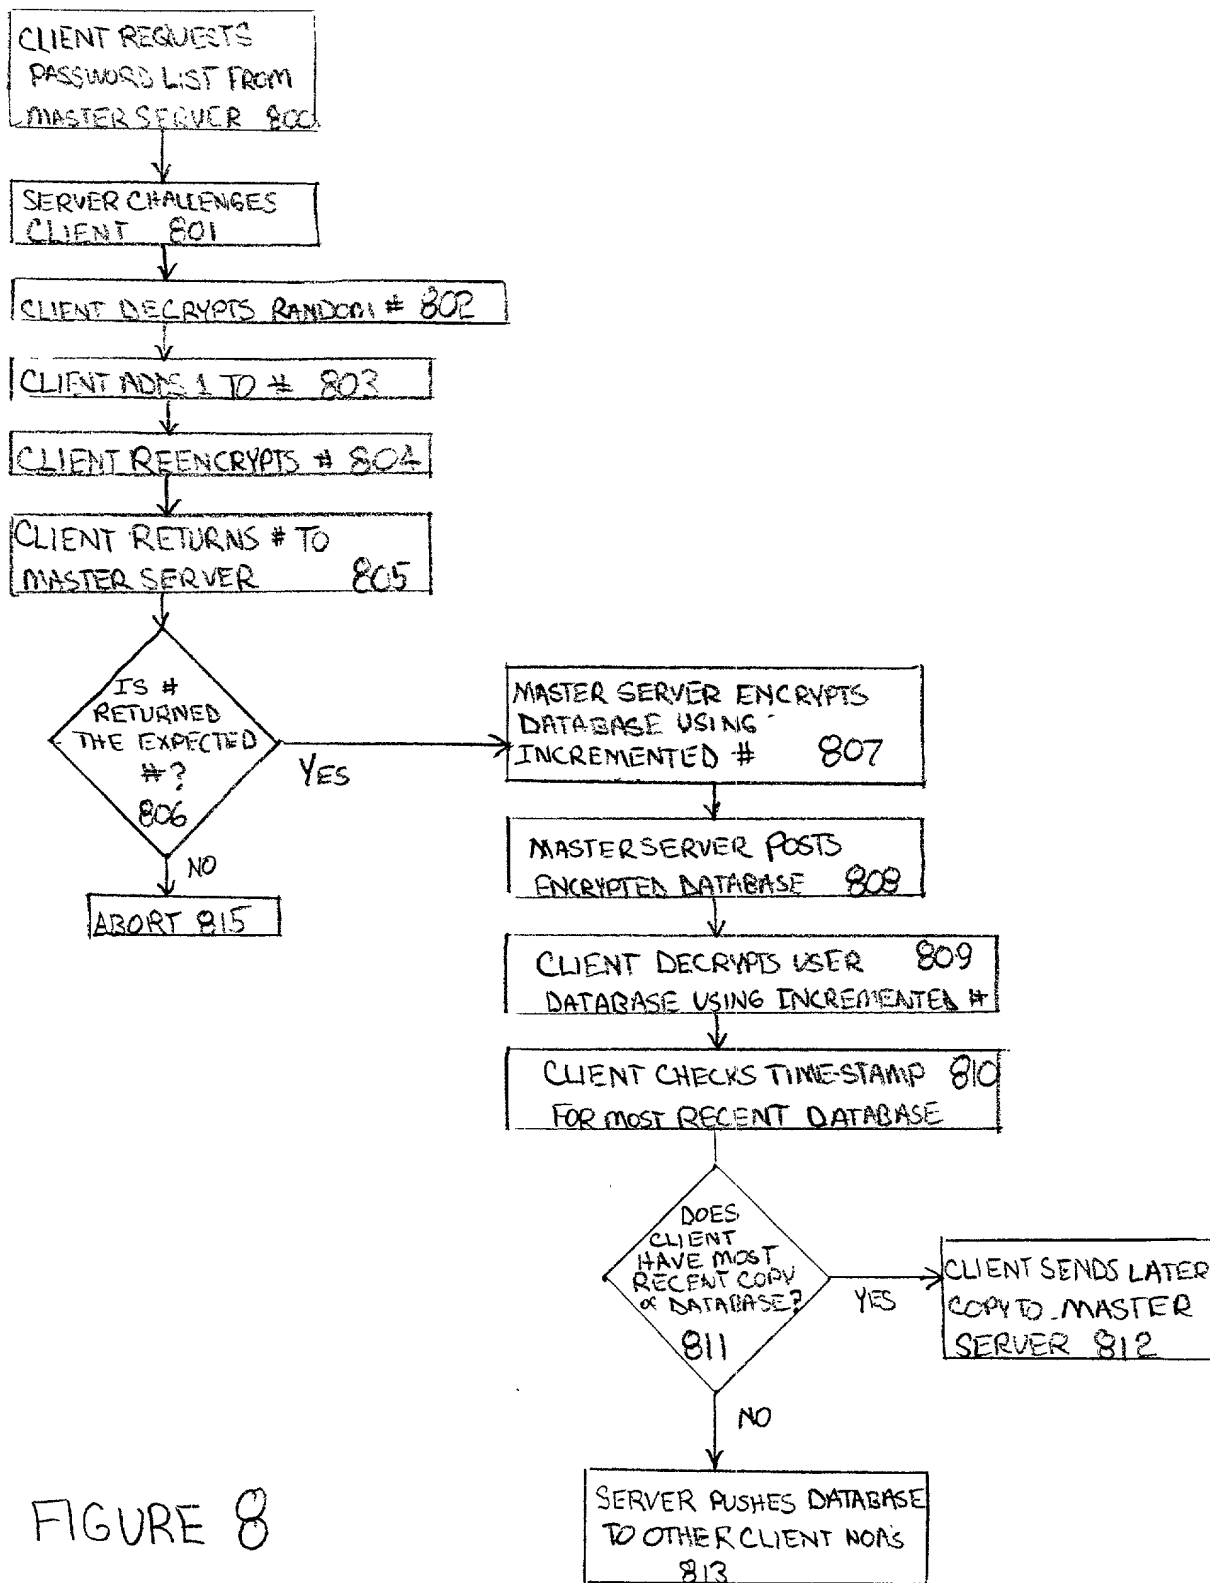 CLIENT REQUESTS
PASSWORD LIST FROM
MASTER SERVER 800
SERVER CHALLENGES
CLIENT 801
CLIENT DECRYPTS RANDOM # 802
CLIENT ADDS 1 TO # 803
CLIENT REENCRYPTS # 804
CLIENT RETURNS # TO
MASTER SERVER 805
IS #
RETURNED
THE EXPECTED
#?
806
YES
NO
ABORT 815
MASTER SERVER ENCRYPTS
DATABASE USING
INCREMENTED # 807
MASTER SERVER POSTS
ENCRYPTED DATABASE 808
CLIENT DECRYPTS USER 809
DATABASE USING INCREMENTED #
CLIENT CHECKS TIME-STAMP 810
FOR MOST RECENT DATABASE
DOES
CLIENT
HAVE MOST
RECENT COPY
OF DATABASE?
811
YES
CLIENT SENDS LATER
COPY TO MASTER
SERVER 812
NO
SERVER PUSHES DATABASE
TO OTHER CLIENT NOA'S
813
FIGURE 8